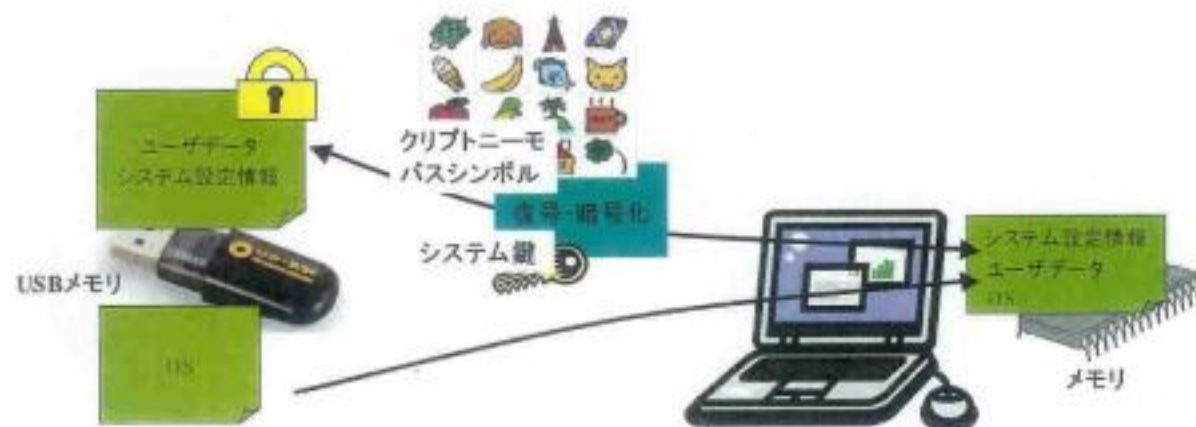 ユーザデータ
システム設定情報
クリプトニーモ
パスシンボル
復号・暗号化
システム鍵
USBメモリ
OS
システム設定情報
ユーザデータ
OS
メモリ